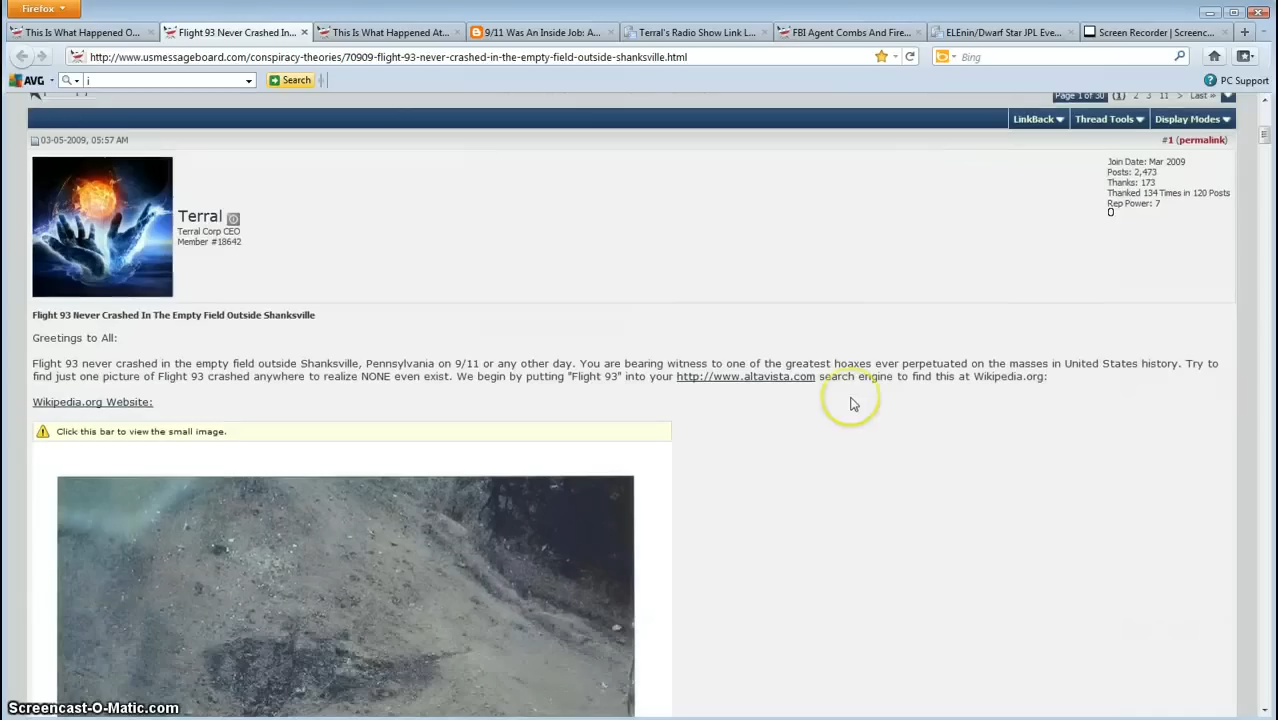 Firefox
This Is What Happened O...
Flight 93 Never Crashed In...
This Is What Happened At...
9/11 Was An Inside Job: A...
Terral's Radio Show Link L...
FBI Agent Combs And Fire...
ELEnin/Dwarf Star JPL Eve...
Screen Recorder | Screenc...
http://www.usmessageboard.com/conspiracy-theories/70909-flight-93-never-crashed-in-the-empty-field-outside-shanksville.html
Bing
AVG
i
Search
PC Support
Page 1 of 30 (1) 2 3 11 > Last »
LinkBack
Thread Tools
Display Modes
03-05-2009, 05:57 AM
#1 (permalink)
Join Date: Mar 2009
Posts: 2,473
Thanks: 173
Thanked 134 Times in 120 Posts
Rep Power: 7
Terral
Terral Corp CEO
Member #18642
Flight 93 Never Crashed In The Empty Field Outside Shanksville
Greetings to All:
Flight 93 never crashed in the empty field outside Shanksville, Pennsylvania on 9/11 or any other day. You are bearing witness to one of the greatest hoaxes ever perpetuated on the masses in United States history. Try to
find just one picture of Flight 93 crashed anywhere to realize NONE even exist. We begin by putting "Flight 93" into your http://www.altavista.com search engine to find this at Wikipedia.org:
Wikipedia.org Website:
Click this bar to view the small image.
Screencast-O-Matic.com